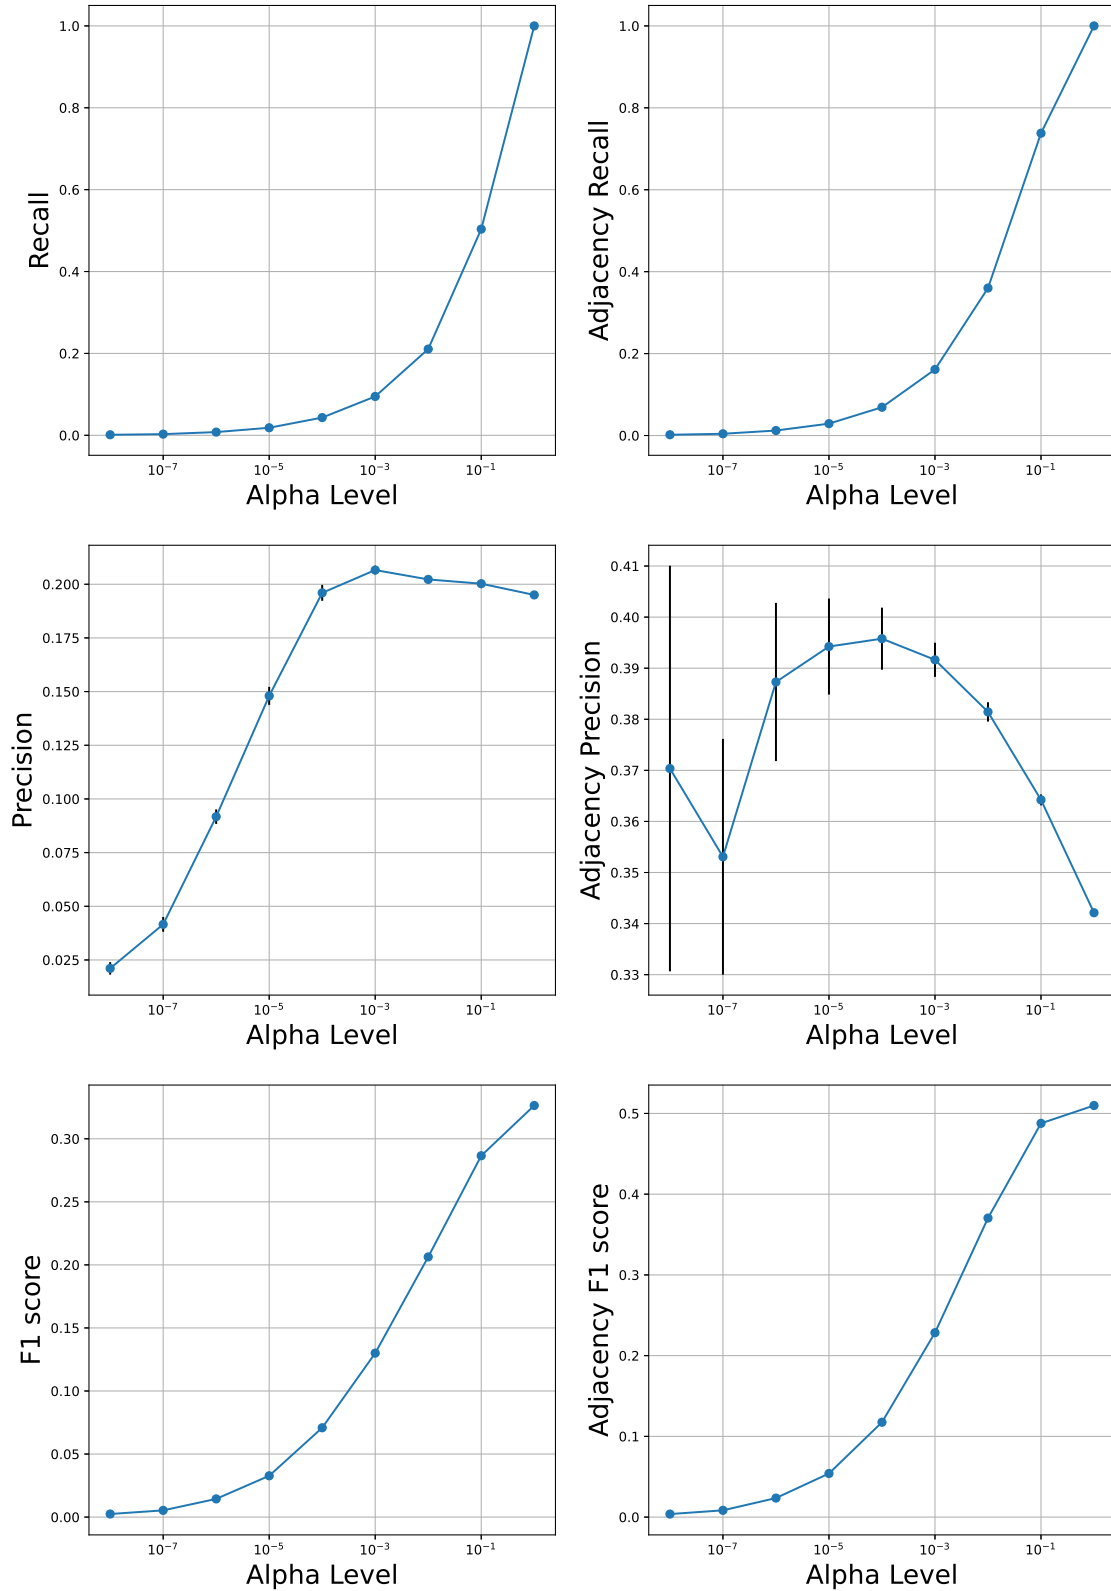 1.0
0.8
0.6
0.4
0.2
0.0
Recall
10⁻⁷ 10⁻⁵ 10⁻³ 10⁻¹
Alpha Level
1.0
0.8
0.6
0.4
0.2
0.0
Adjacency Recall
10⁻⁷ 10⁻⁵ 10⁻³ 10⁻¹
Alpha Level
0.200
0.175
0.150
0.125
0.100
0.075
0.050
0.025
Precision
10⁻⁷ 10⁻⁵ 10⁻³ 10⁻¹
Alpha Level
0.41
0.40
0.39
0.38
0.37
0.36
0.35
0.34
0.33
Adjacency Precision
10⁻⁷ 10⁻⁵ 10⁻³ 10⁻¹
Alpha Level
0.30
0.25
0.20
0.15
0.10
0.05
0.00
F1 score
10⁻⁷ 10⁻⁵ 10⁻³ 10⁻¹
Alpha Level
0.5
0.4
0.3
0.2
0.1
0.0
Adjacency F1 score
10⁻⁷ 10⁻⁵ 10⁻³ 10⁻¹
Alpha Level